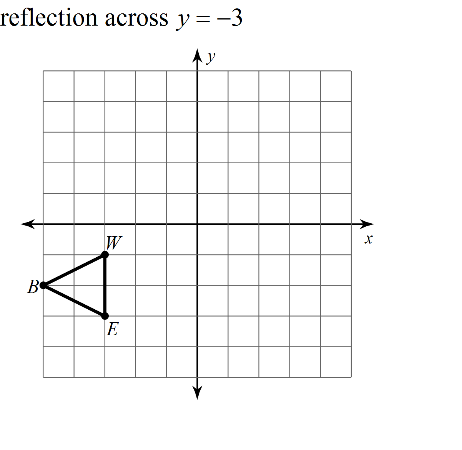 reflection across y = −3
y
x
W
B
E